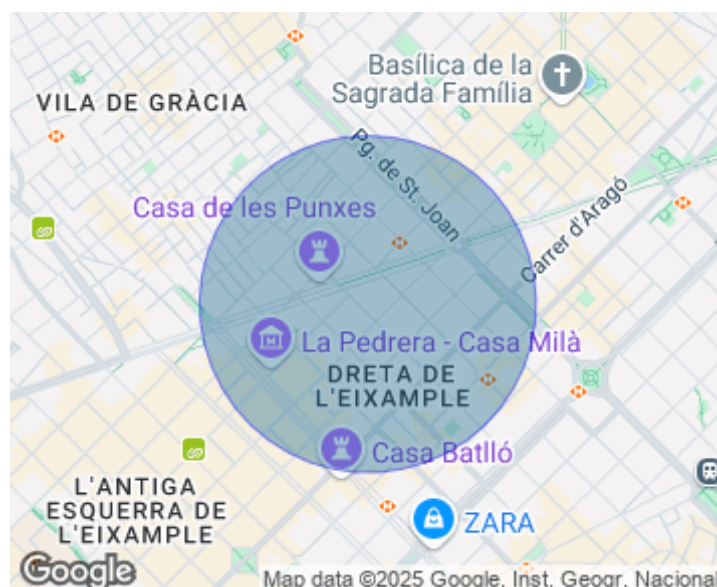 Basílica de la
Sagrada Família
VILA DE GRÀCIA
Pg. de St. Joan
Casa de les Punxes
Carrer d'Aragó
La Pedrera - Casa Milà
DRETA DE
L'EIXAMPLE
Casa Batlló
L'ANTIGA
ESQUERRA DE
L'EIXAMPLE
ZARA
Google
Map data ©2025 Google, Inst. Geogr. Nacional